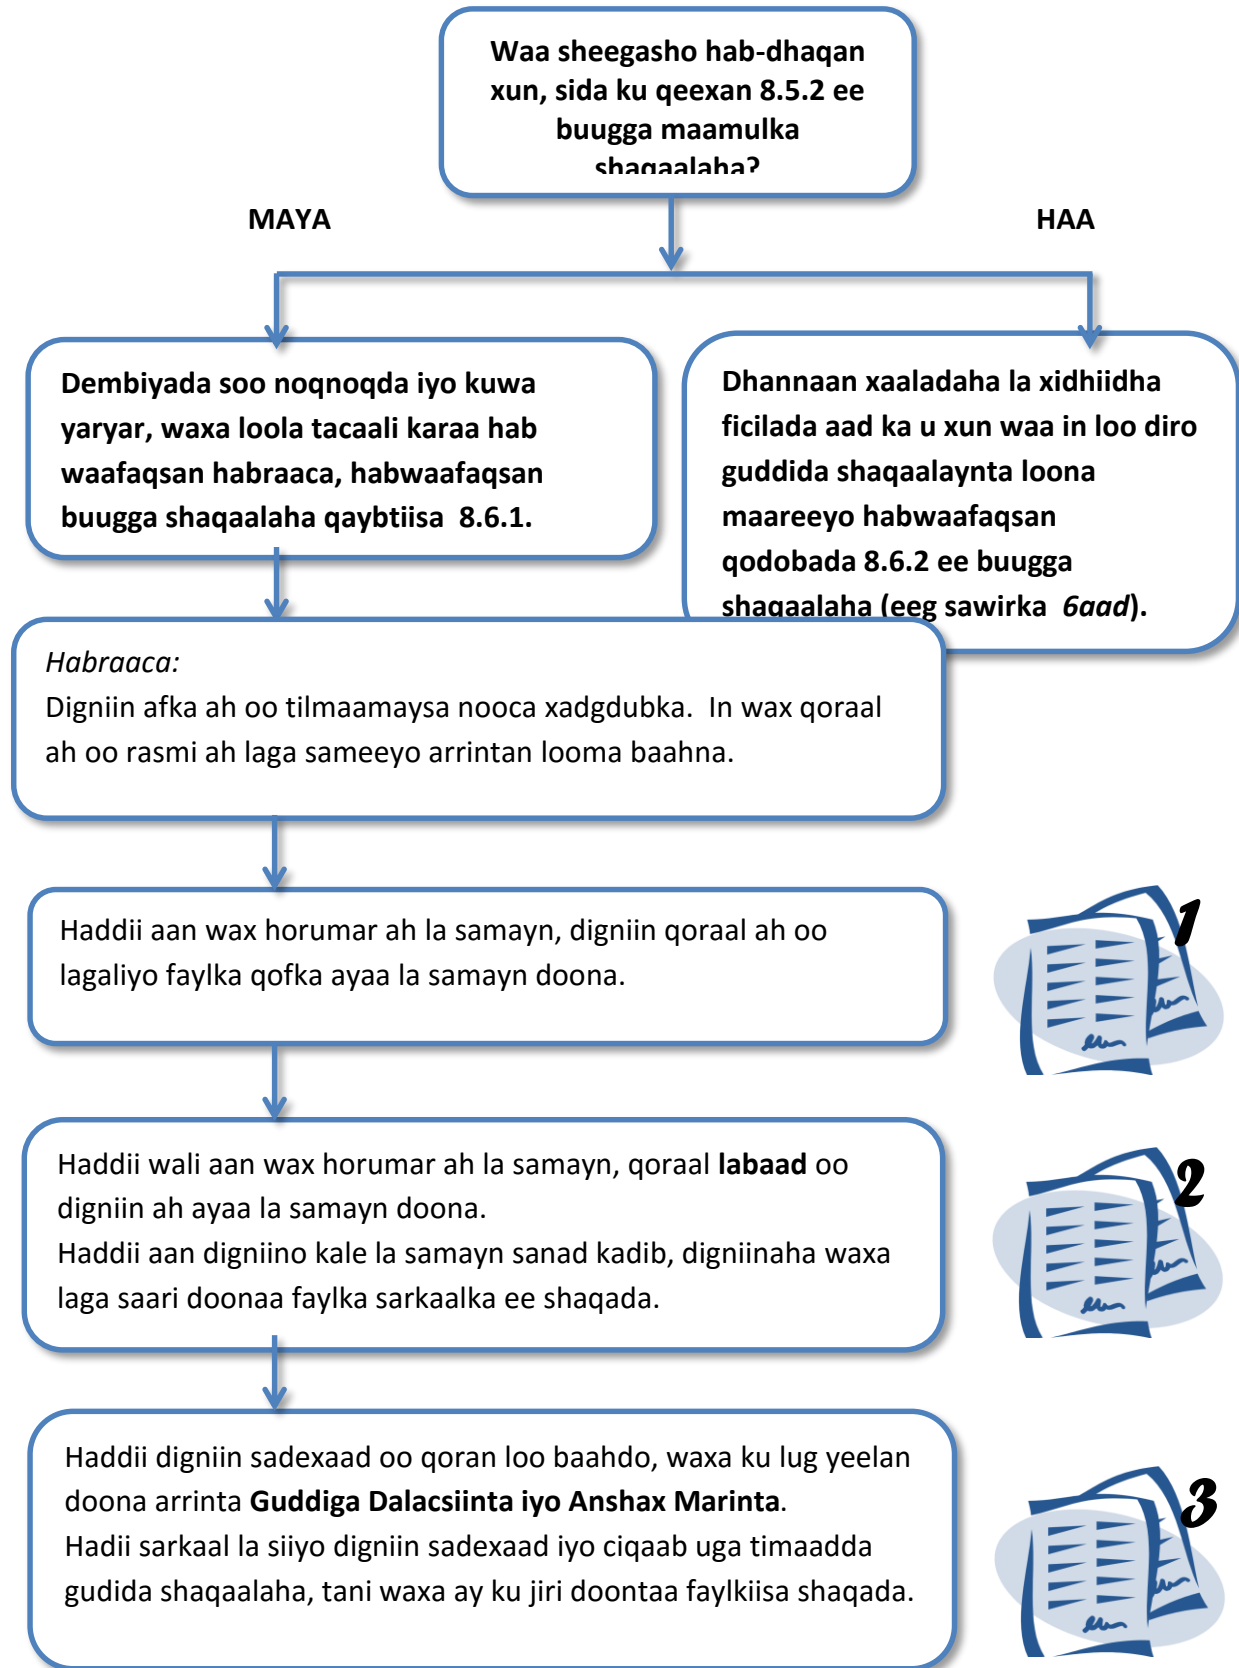 Waa sheegasho hab-dhaqan
xun, sida ku qeexan 8.5.2 ee
buugga maamulka
shaqaalaha?
MAYA
HAA
Dembiyada soo noqnoqda iyo kuwa
yaryar, waxa loola tacaali karaa hab
waafaqsan habraaca, habwaafaqsan
buugga shaqaalaha qaybtiisa 8.6.1.
Dhannaan xaaladaha la xidhiidha
ficilada aad ka u xun waa in loo diro
guddida shaqaalaynta loona
maareeyo habwaafaqsan
qodobada 8.6.2 ee buugga
shaqaalaha (eeg sawirka 6aad).
Habraaca:
Digniin afka ah oo tilmaamaysa nooca xadgdubka. In wax qoraal
ah oo rasmi ah laga sameeyo arrintan looma baahna.
Haddii aan wax horumar ah la samayn, digniin qoraal ah oo
lagaliyo faylka qofka ayaa la samayn doona.
1
Haddii wali aan wax horumar ah la samayn, qoraal labaad oo
digniin ah ayaa la samayn doona.
Haddii aan digniino kale la samayn sanad kadib, digniinaha waxa
laga saari doonaa faylka sarkaalka ee shaqada.
2
Haddii digniin sadexaad oo qoran loo baahdo, waxa ku lug yeelan
doona arrinta Guddiga Dalacsiinta iyo Anshax Marinta.
Hadii sarkaal la siiyo digniin sadexaad iyo ciqaab uga timaadda
gudida shaqaalaha, tani waxa ay ku jiri doontaa faylkiisa shaqada.
3